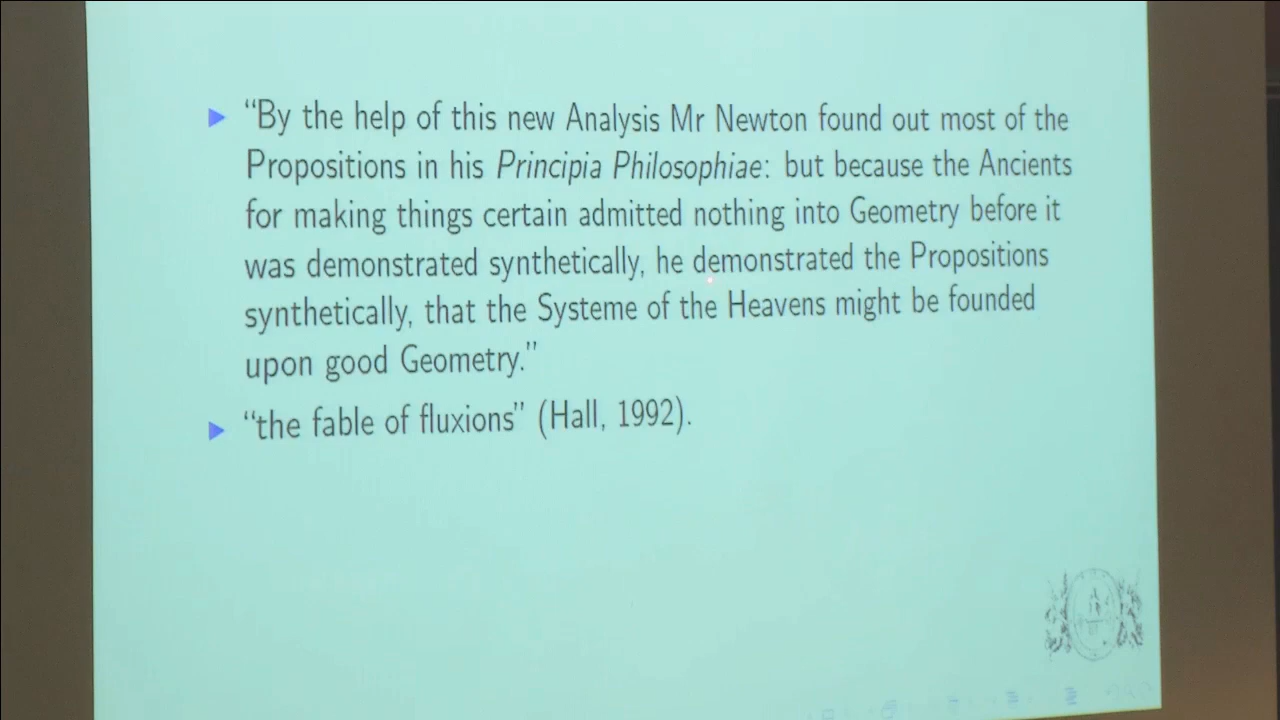 “By the help of this new Analysis Mr Newton found out most of the
Propositions in his Principia Philosophiae: but because the Ancients
for making things certain admitted nothing into Geometry before it
was demonstrated synthetically, he demonstrated the Propositions
synthetically, that the Systeme of the Heavens might be founded
upon good Geometry.”
“the fable of fluxions” (Hall, 1992).